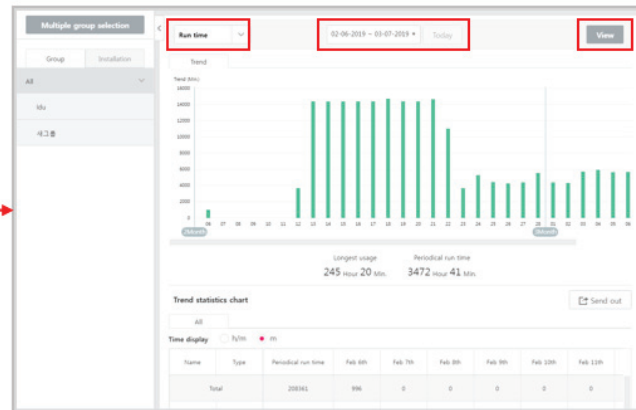 Multiple group selection
Group Installation
All
Idu
새그룹
Run time
02-06-2019 ~ 03-07-2019
Today
View
Trend
Trend (Min.)
16000
14000
12000
10000
8000
6000
4000
2000
0
06 07 08 09 10 11 12 13 14 15 16 17 18 19 20 21 22 23 24 25 26 27 28 01 02 03 04 05 06
Longest usage Periodical run time
245 Hour 20 Min. 3472 Hour 41 Min.
Trend statistics chart
Send out
All
Time display h/m m
Name Type Periodical run time Feb 6th Feb 7th Feb 8th Feb 9th Feb 10th Feb 11th
Total 208361 996 0 0 0 0 0